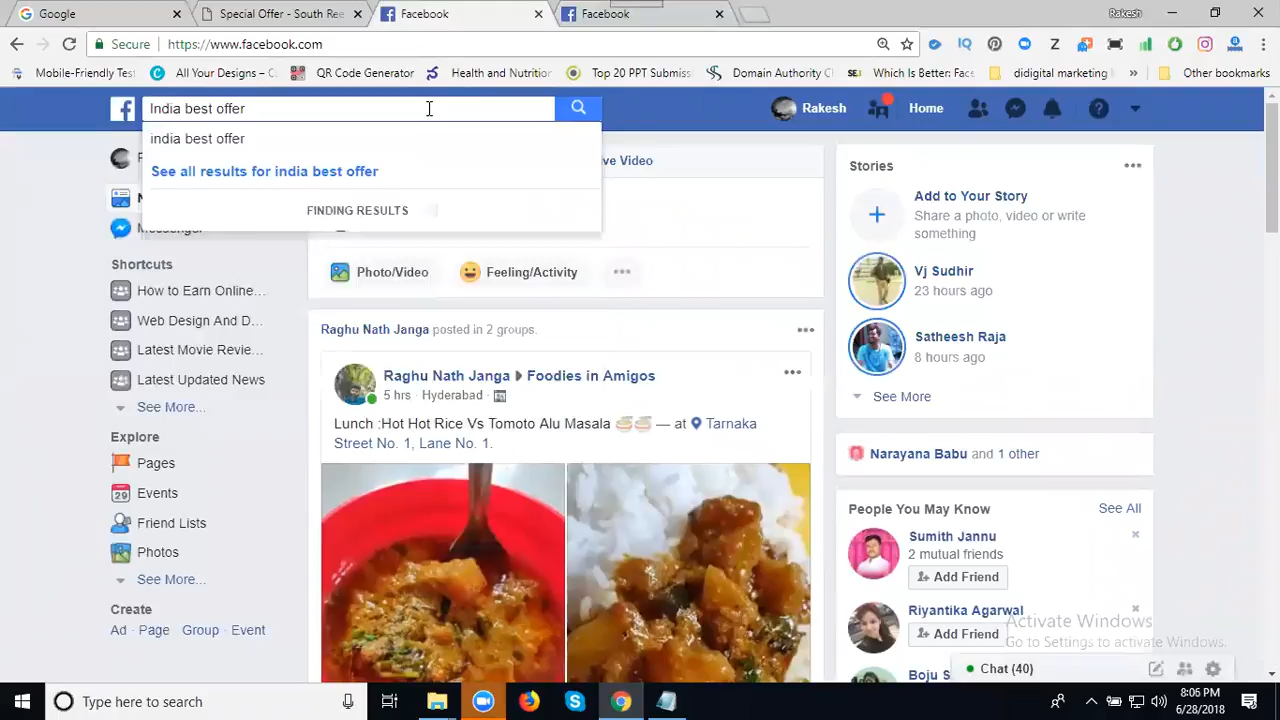 Google
Special Offer - South Ree
Facebook
Facebook
Rakesh
Secure
https://www.facebook.com
Mobile-Friendly Test
All Your Designs – C
QR Code Generator
Health and Nutrition
Top 20 PPT Submiss
Domain Authority Cl
Which Is Better: Fac
didigital marketing
Other bookmarks
India best offer
Rakesh
Home
india best offer
See all results for india best offer
FINDING RESULTS
ve Video
Shortcuts
How to Earn Online...
Web Design And D...
Latest Movie Revie...
Latest Updated News
See More...
Explore
Pages
Events
Friend Lists
Photos
See More...
Create
Ad · Page · Group · Event
Photo/Video
Feeling/Activity
Raghu Nath Janga posted in 2 groups.
Raghu Nath Janga ▸ Foodies in Amigos
5 hrs · Hyderabad ·
Lunch :Hot Hot Rice Vs Tomoto Alu Masala 🍜🍜 — at Tarnaka
Street No. 1, Lane No. 1.
Stories
Add to Your Story
Share a photo, video or write
something
Vj Sudhir
23 hours ago
Satheesh Raja
8 hours ago
See More
Narayana Babu and 1 other
People You May Know
See All
Sumith Jannu
2 mutual friends
Add Friend
Riyantika Agarwal
Add Friend
Boju S
Activate Windows
Go to Settings to activate Windows.
Chat (40)
Type here to search
8:06 PM
6/28/2018